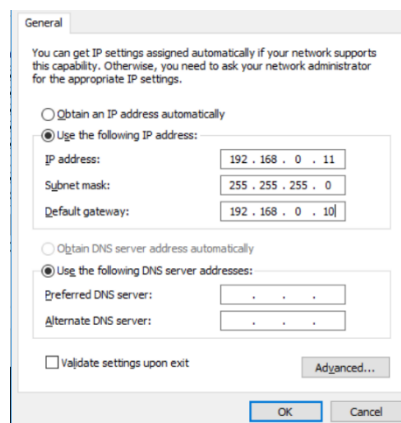 General
You can get IP settings assigned automatically if your network supports
this capability. Otherwise, you need to ask your network administrator
for the appropriate IP settings.
Obtain an IP address automatically
Use the following IP address:
IP address: 192 . 168 . 0 . 11
Subnet mask: 255 . 255 . 255 . 0
Default gateway: 192 . 168 . 0 . 10
Obtain DNS server address automatically
Use the following DNS server addresses:
Preferred DNS server: . . .
Alternate DNS server: . . .
Validate settings upon exit
Advanced...
OK Cancel